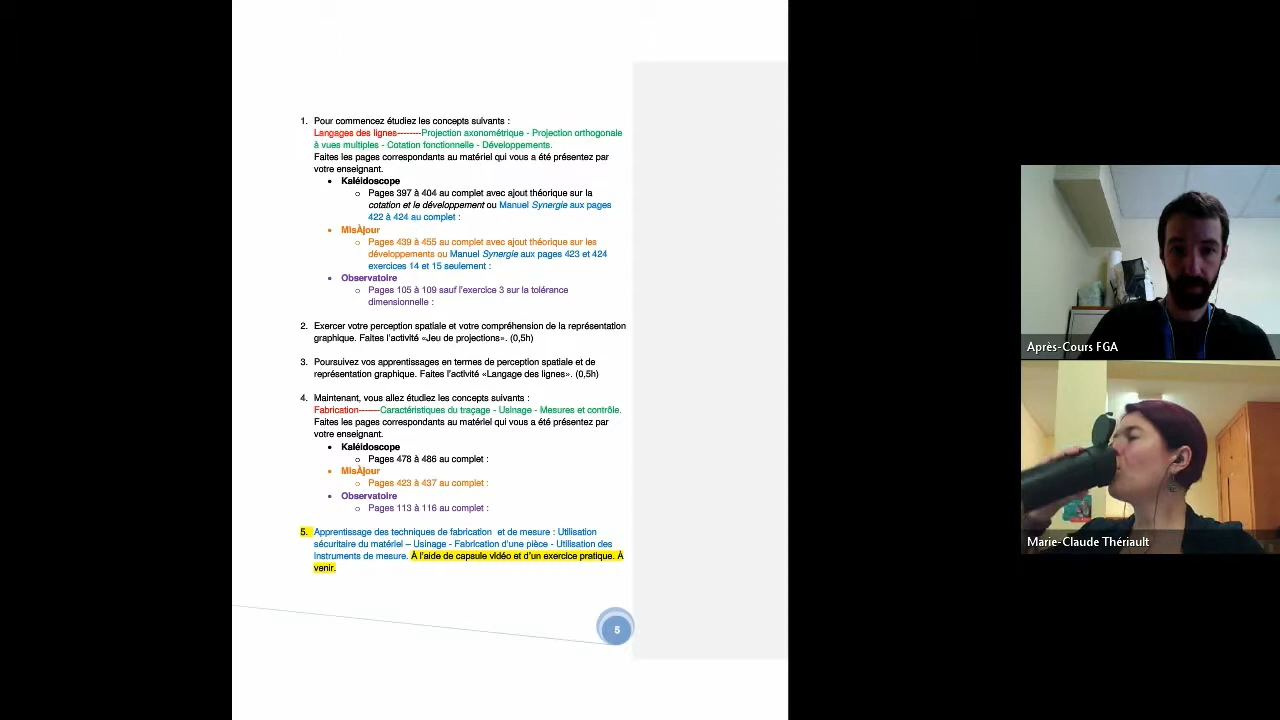 1. Pour commencez étudiez les concepts suivants :
Langages des lignes--------Projection axonométrique - Projection orthogonale
à vues multiples - Cotation fonctionnelle - Développements.
Faites les pages correspondants au matériel qui vous a été présentez par
votre enseignant.
• Kaléidoscope
o Pages 397 à 404 au complet avec ajout théorique sur la
cotation et le développement ou Manuel Synergie aux pages
422 à 424 au complet :
• MisÀjour
o Pages 439 à 455 au complet avec ajout théorique sur les
développements ou Manuel Synergie aux pages 423 et 424
exercices 14 et 15 seulement :
• Observatoire
o Pages 105 à 109 sauf l'exercice 3 sur la tolérance
dimensionnelle :
2. Exercer votre perception spatiale et votre compréhension de la représentation
graphique. Faites l'activité «Jeu de projections». (0,5h)
3. Poursuivez vos apprentissages en termes de perception spatiale et de
représentation graphique. Faites l'activité «Langage des lignes». (0,5h)
4. Maintenant, vous allez étudiez les concepts suivants :
Fabrication-------Caractéristiques du traçage - Usinage - Mesures et contrôle.
Faites les pages correspondants au matériel qui vous a été présentez par
votre enseignant.
• Kaléidoscope
o Pages 478 à 486 au complet :
• MisÀjour
o Pages 423 à 437 au complet :
• Observatoire
o Pages 113 à 116 au complet :
5. Apprentissage des techniques de fabrication et de mesure : Utilisation
sécuritaire du matériel – Usinage - Fabrication d'une pièce - Utilisation des
instruments de mesure. À l'aide de capsule vidéo et d'un exercice pratique. À
venir.
5
Après-Cours FGA
Marie-Claude Thériault